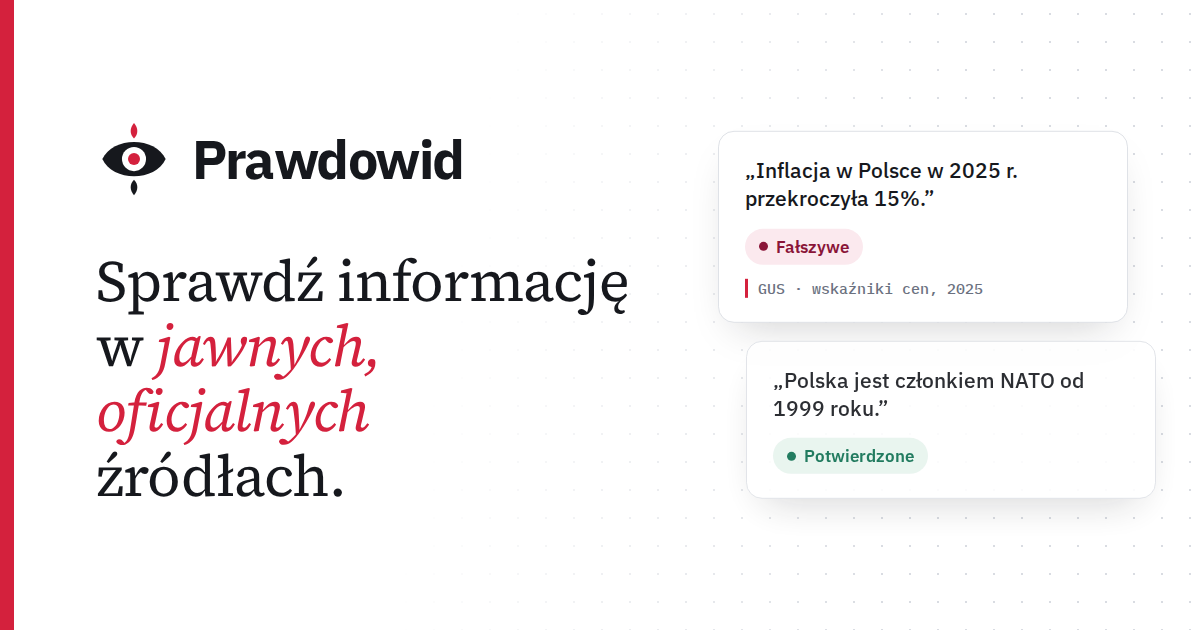 Prawdowid
Sprawdź informację
w jawnych,
oficjalnych
źródłach.
„Inflacja w Polsce w 2025 r.
przekroczyła 15%.”
Fałszywe
GUS · wskaźniki cen, 2025
„Polska jest członkiem NATO od
1999 roku.”
Potwierdzone